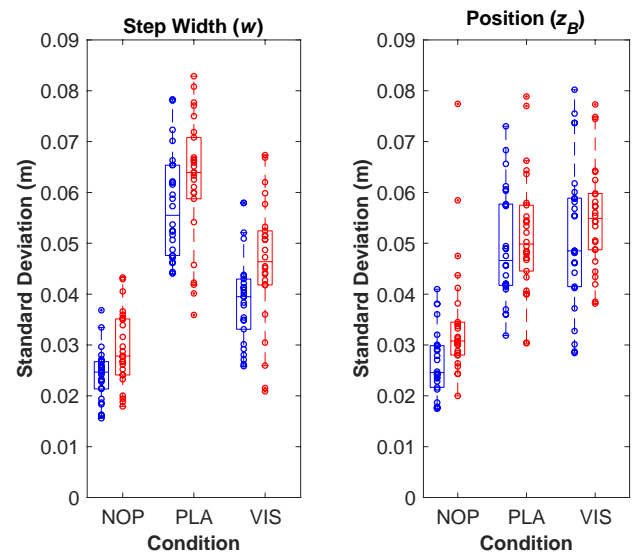 Step Width (w)
0.09
0.08
0.07
0.06
0.05
0.04
0.03
0.02
0.01
0
Standard Deviation (m)
NOP PLA VIS
Condition
Position (z_B)
0.09
0.08
0.07
0.06
0.05
0.04
0.03
0.02
0.01
0
Standard Deviation (m)
NOP PLA VIS
Condition